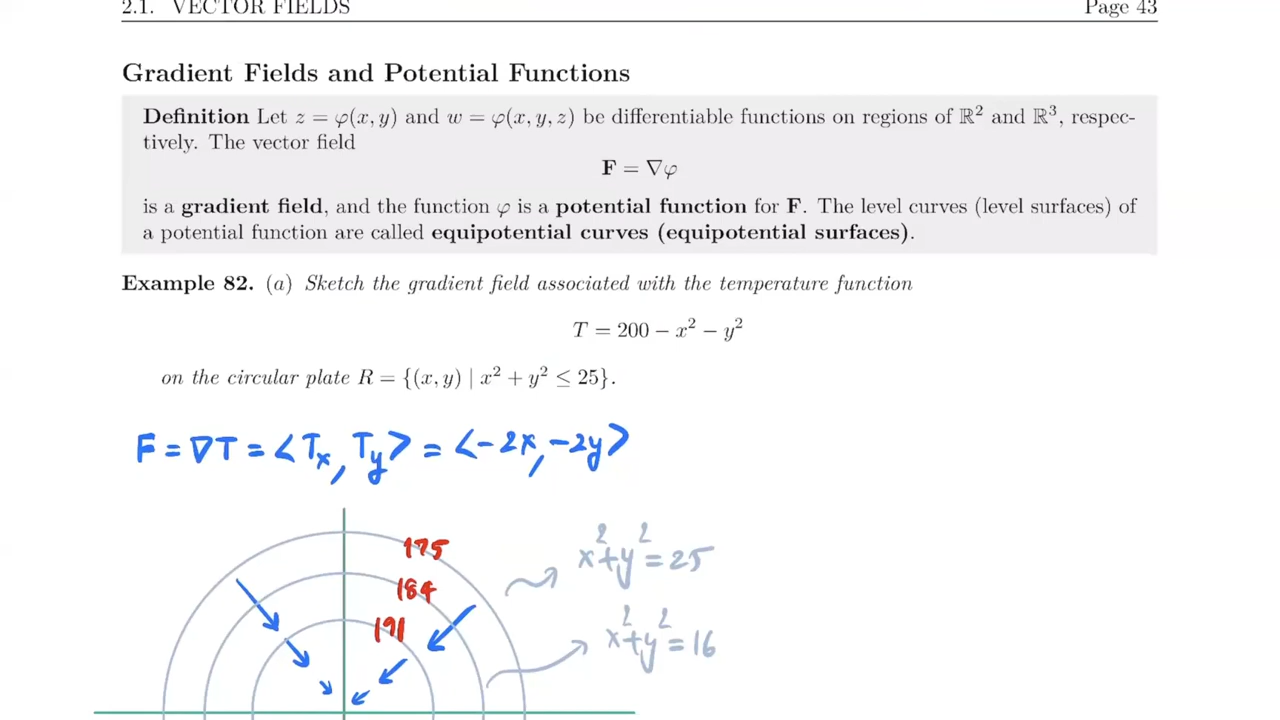 2.1. VECTOR FIELDS Page 43
Gradient Fields and Potential Functions
Definition Let z = φ(x, y) and w = φ(x, y, z) be differentiable functions on regions of ℝ² and ℝ³, respec-
tively. The vector field
F = ∇φ
is a gradient field, and the function φ is a potential function for F. The level curves (level surfaces) of
a potential function are called equipotential curves (equipotential surfaces).
Example 82. (a) Sketch the gradient field associated with the temperature function
T = 200 − x² − y²
on the circular plate R = {(x, y) | x² + y² ≤ 25}.
F = ∇T = <Tx, Ty> = <-2x, -2y>
175
x²+y²=25
184
191
x²+y²=16